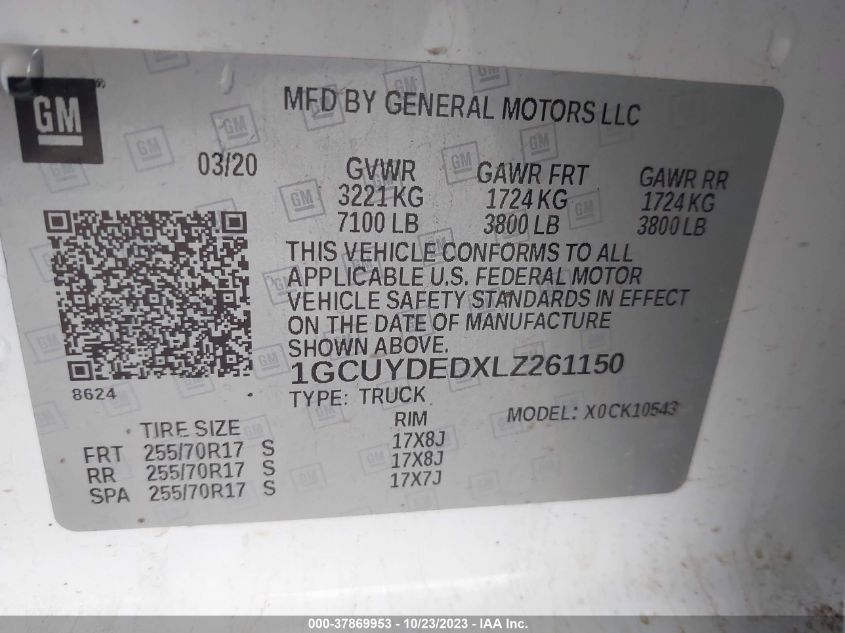 GM
MFD BY GENERAL MOTORS LLC
03/20
GVWR
3221 KG
7100 LB
GAWR FRT
1724 KG
3800 LB
GAWR RR
1724 KG
3800 LB
THIS VEHICLE CONFORMS TO ALL
APPLICABLE U.S. FEDERAL MOTOR
VEHICLE SAFETY STANDARDS IN EFFECT
ON THE DATE OF MANUFACTURE
SHOWN ABOVE.
1GCUYDEDXLZ261150
8624
TYPE: TRUCK
MODEL: X0CK10543
TIRE SIZE RIM
FRT 255/70R17 S 17X8J
RR 255/70R17 S 17X8J
SPA 255/70R17 S 17X7J
000-37869953 - 10/23/2023 - IAAI.COM